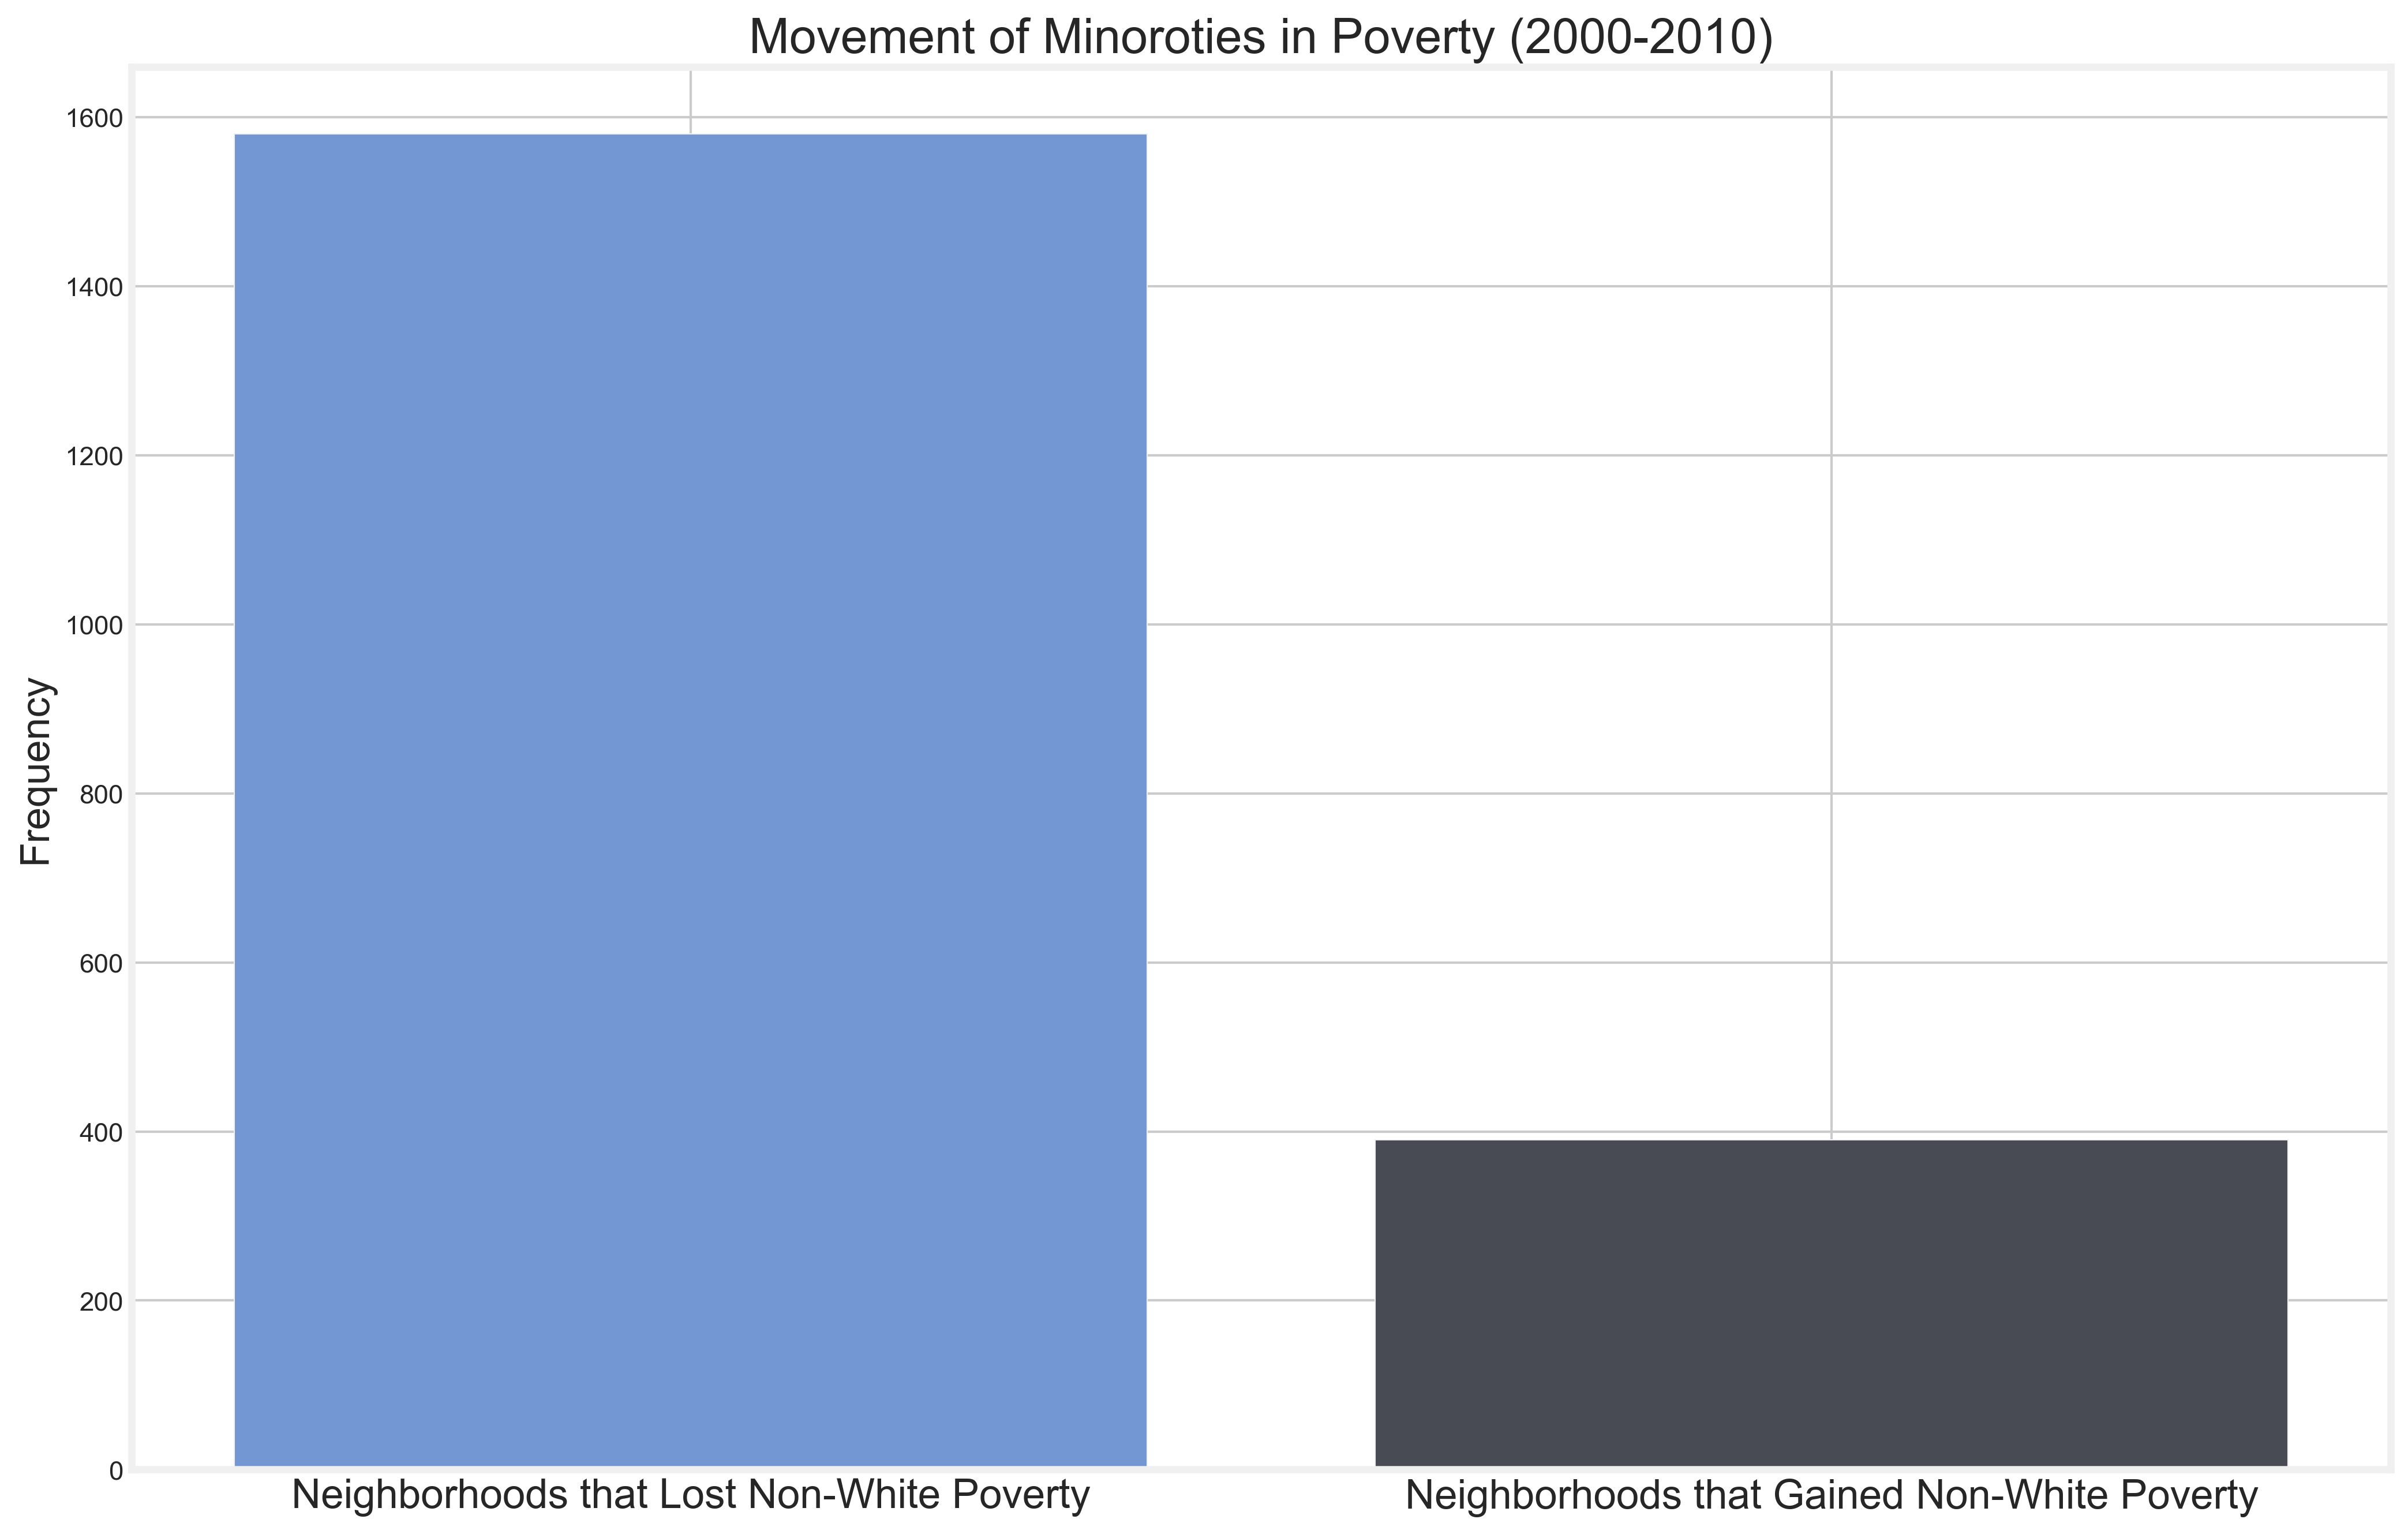 Movement of Minoroties in Poverty (2000-2010)
1600
1400
1200
1000
800
600
400
200
0
Frequency
Neighborhoods that Lost Non-White Poverty
Neighborhoods that Gained Non-White Poverty